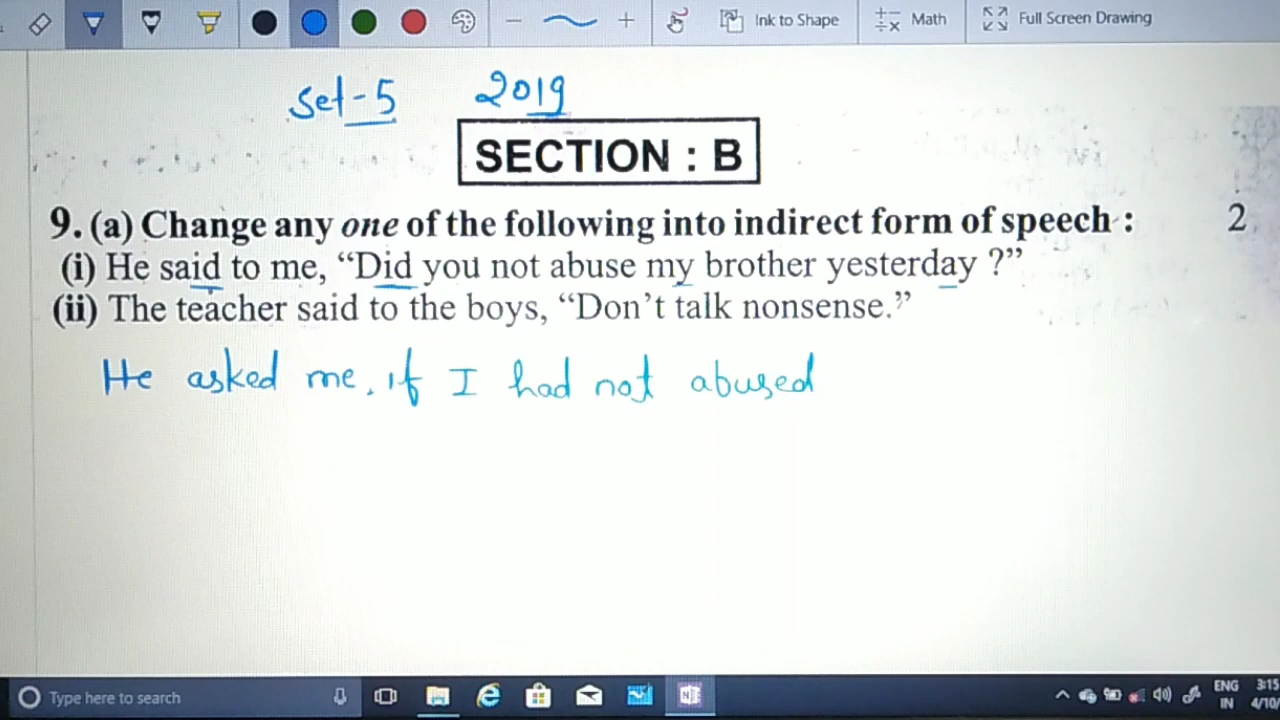 Ink to Shape Math Full Screen Drawing
Set-5 2019
SECTION : B
9. (a) Change any one of the following into indirect form of speech : 2
(i) He said to me, “Did you not abuse my brother yesterday ?”
(ii) The teacher said to the boys, “Don’t talk nonsense.”
He asked me, if I had not abused
Type here to search
ENG 3:15
IN 4/10/